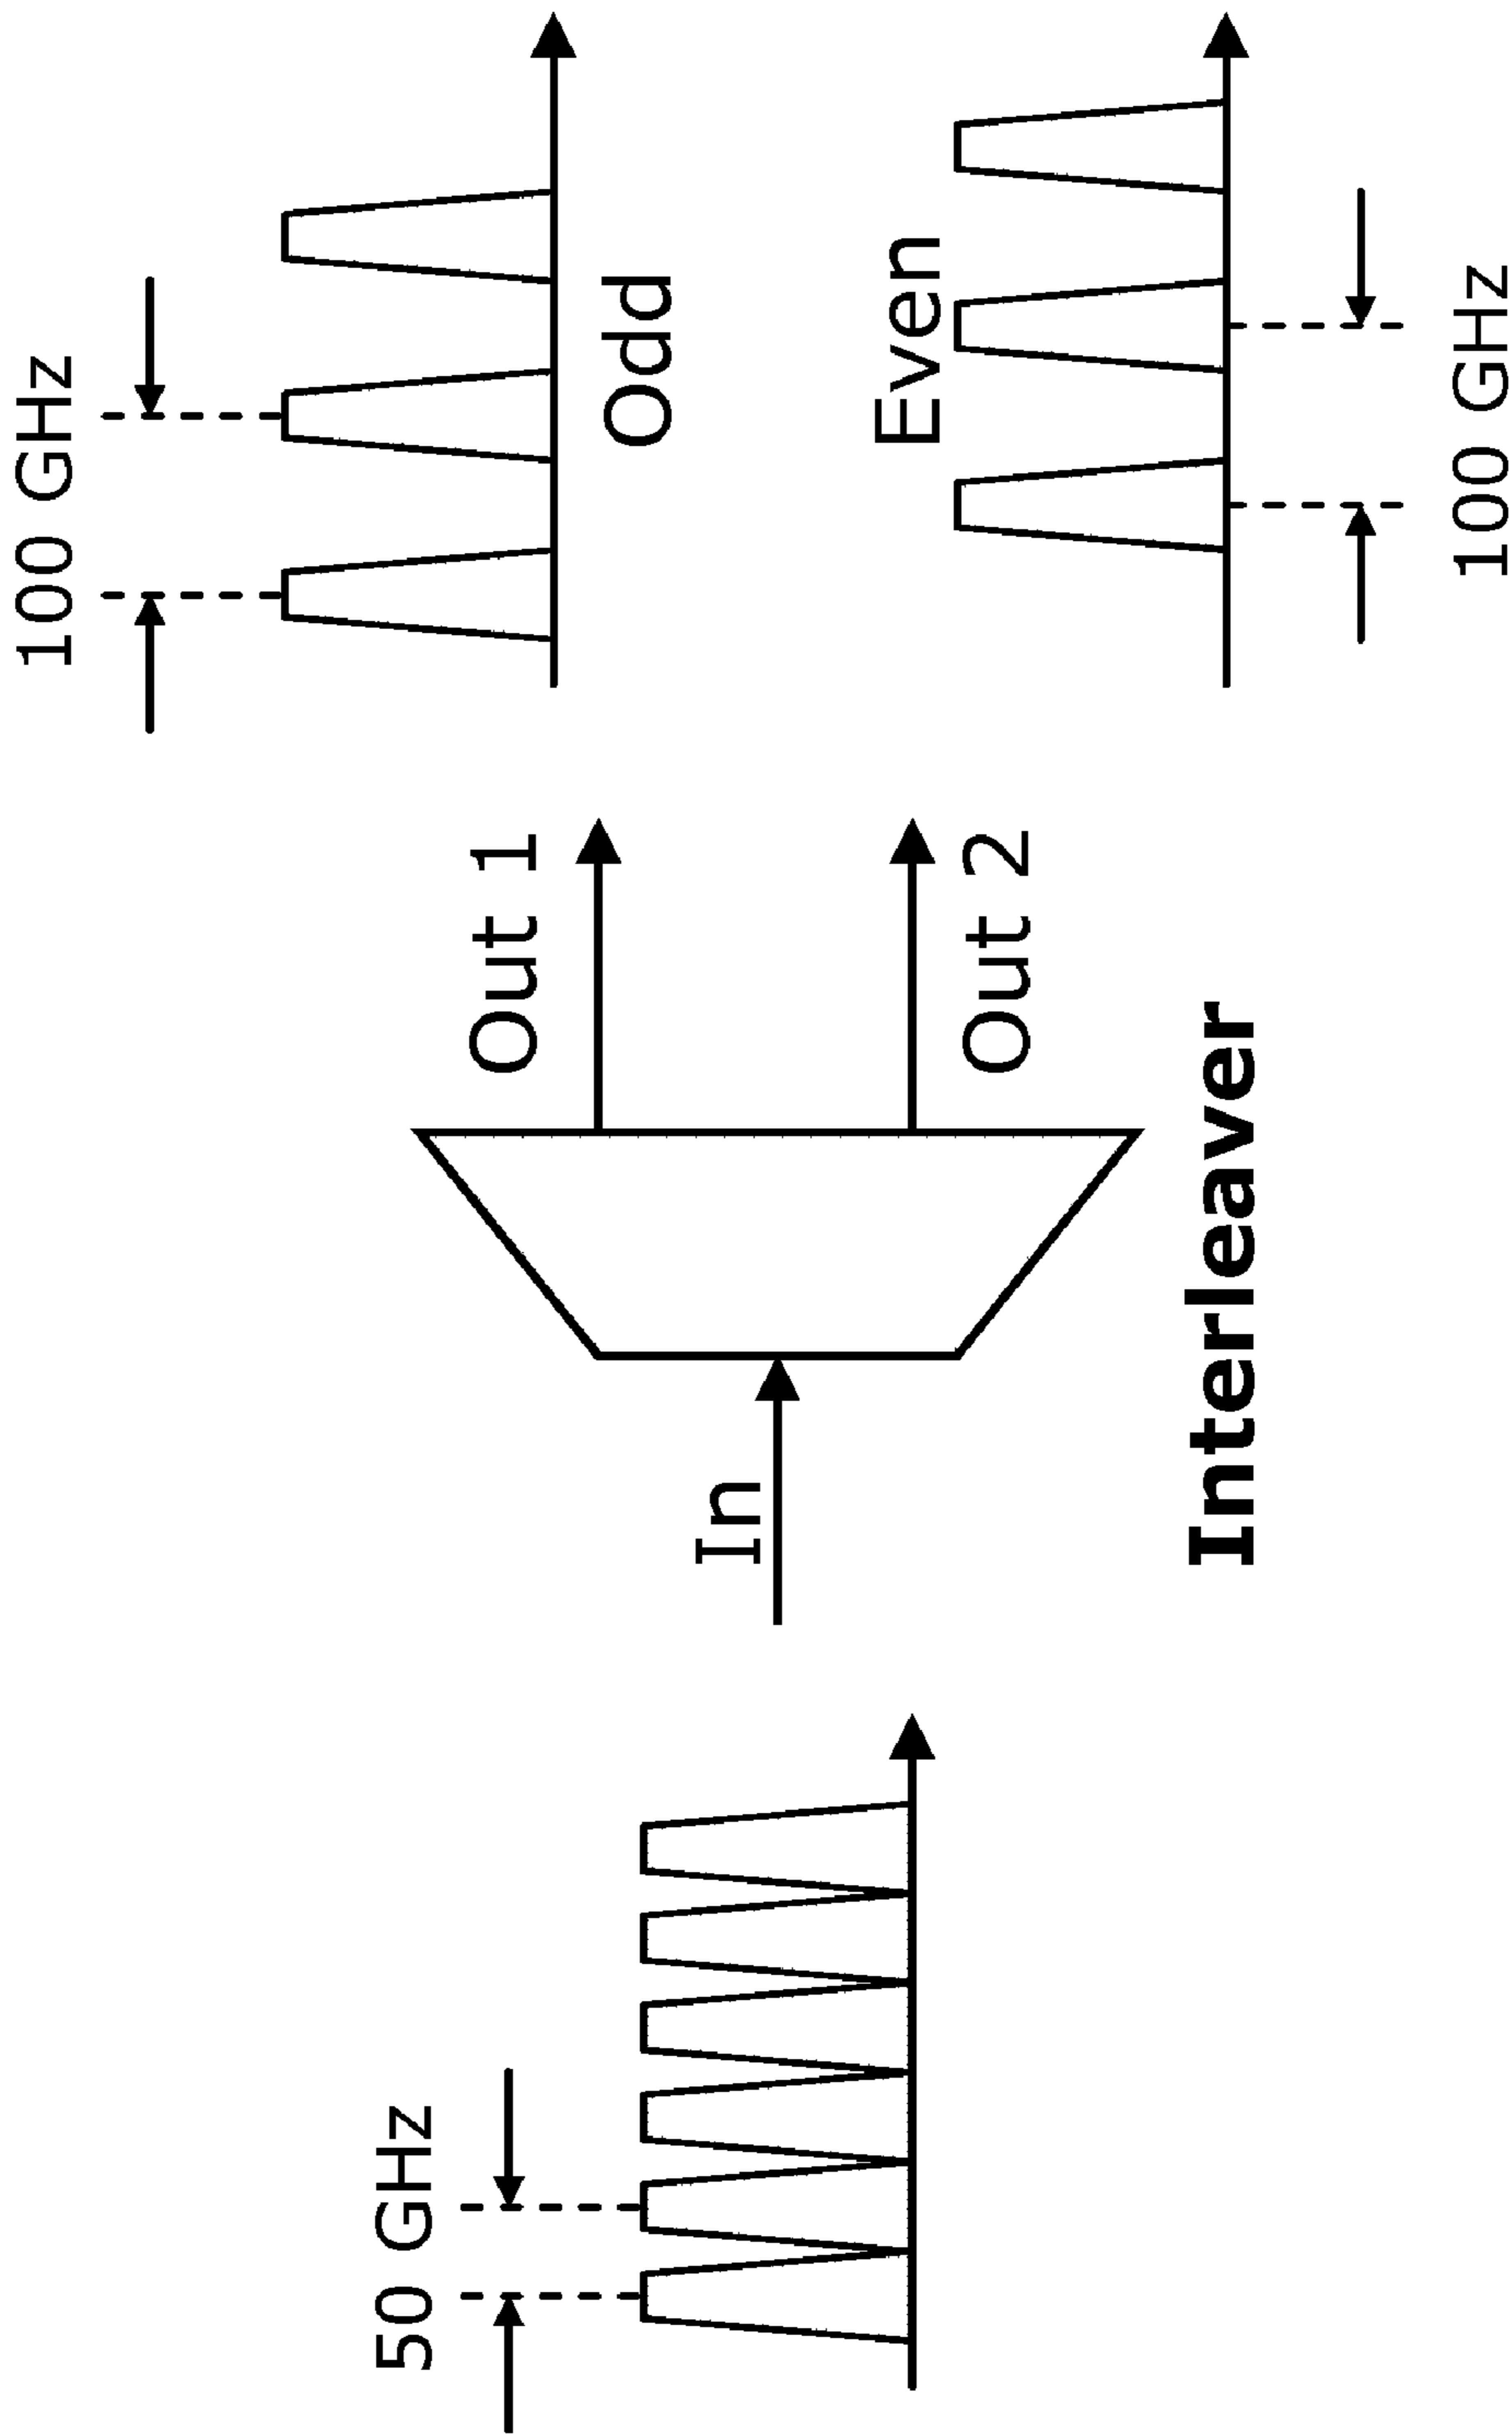 50 GHz
In
Out 1
Out 2
Interleaver
100 GHz
Odd
Even
100 GHz